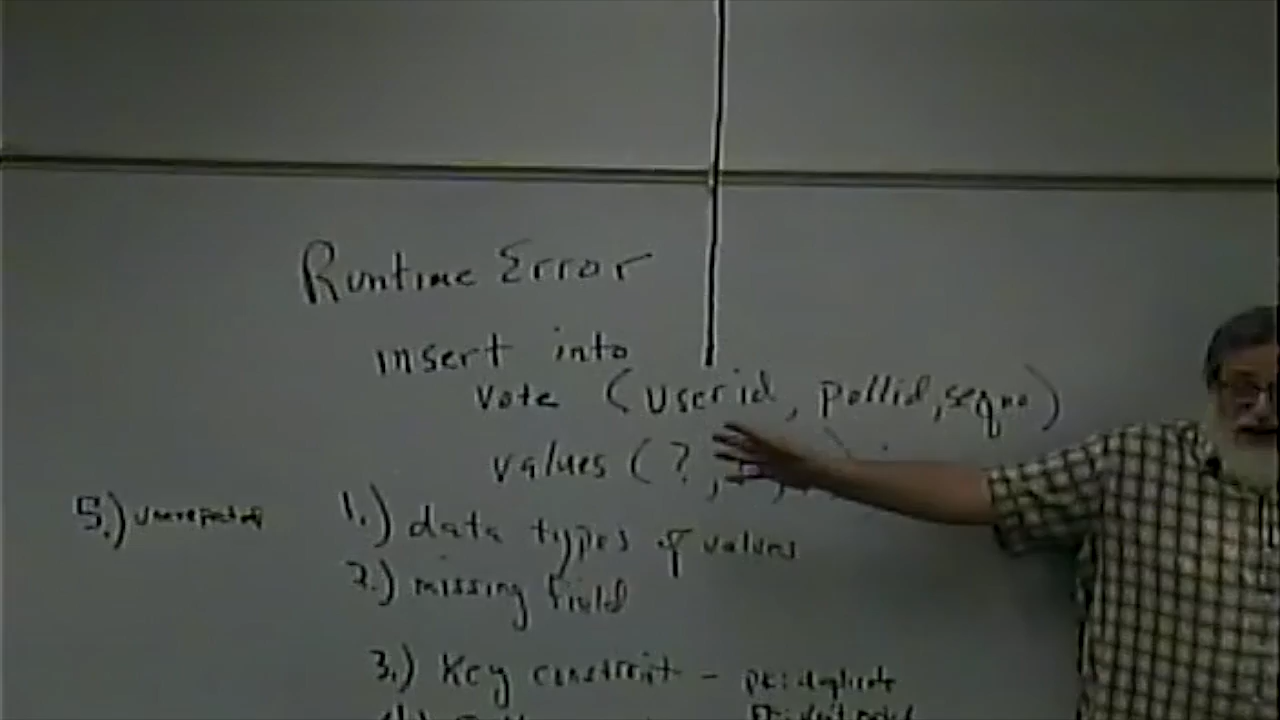 Runtime Error
insert into
vote (userid, pollid, seqno)
values ( ? ,
5.) unexpected
1.) data types of values
2.) missing field
3.) Key constraint - pk: duplicate